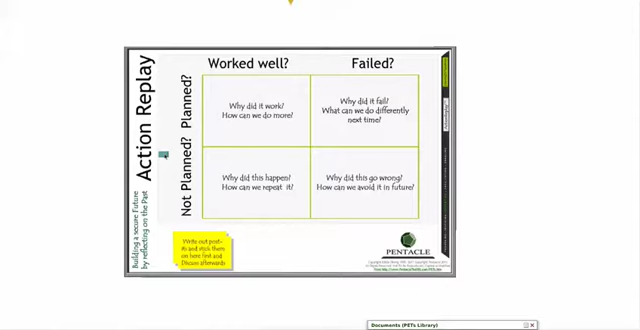 Worked well?
Failed?
Action Replay
Building a secure Future
by reflecting on the Past
Planned?
Not Planned?
Why did it work?
How can we do more?
Why did it fail?
What can we do differently
next time?
Why did this happen?
How can we repeat it?
Why did this go wrong?
How can we avoid it in future?
Write out post-
its and stick them
on here first and
Discuss afterwards
PENTACLE
Documents (PETs Library)